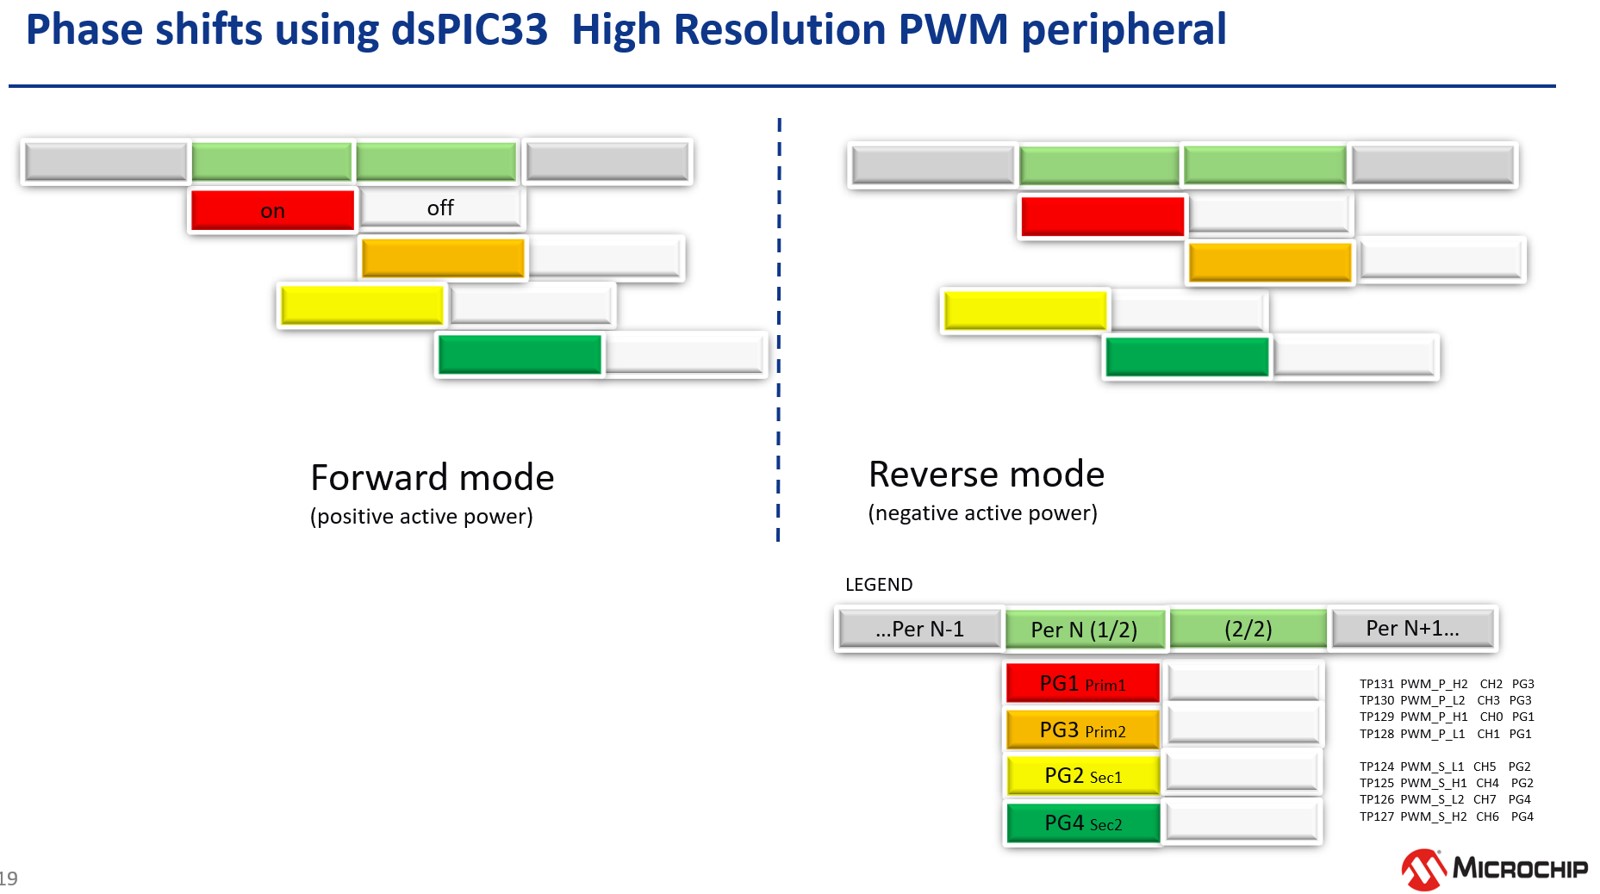 Phase shifts using dsPIC33 High Resolution PWM peripheral
on
off
Forward mode
(positive active power)
Reverse mode
(negative active power)
LEGEND
...Per N-1
Per N (1/2)
(2/2)
Per N+1...
PG1 Prim1
PG3 Prim2
PG2 Sec1
PG4 Sec2
TP131 PWM_P_H2 CH2 PG3
TP130 PWM_P_L2 CH3 PG3
TP129 PWM_P_H1 CH0 PG1
TP128 PWM_P_L1 CH1 PG1
TP124 PWM_S_L1 CH5 PG2
TP125 PWM_S_H1 CH4 PG2
TP126 PWM_S_L2 CH7 PG4
TP127 PWM_S_H2 CH6 PG4
19
MICROCHIP